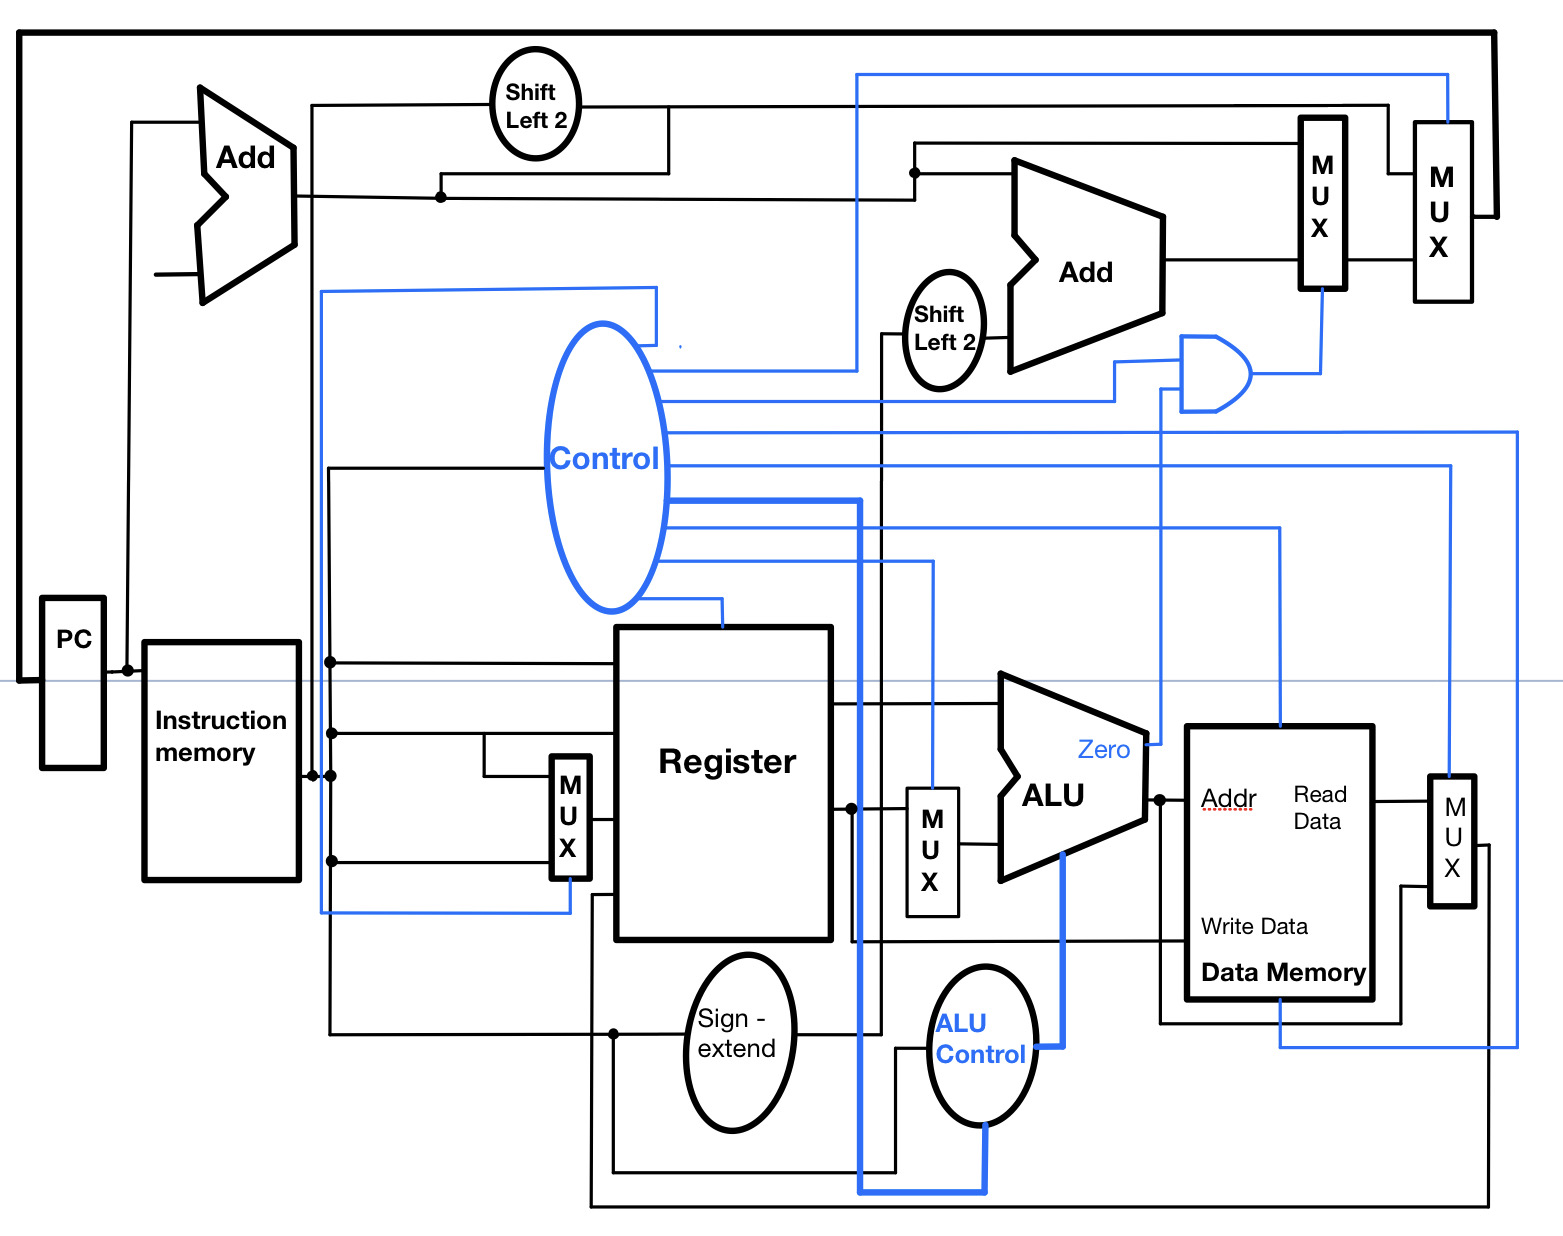 Shift
Left 2
Add
M
U
X
M
U
X
Add
Shift
Left 2
Control
PC
Instruction
memory
Register
M
U
X
Zero
ALU
M
U
X
Addr
Read
Data
M
U
X
Write Data
Data Memory
Sign -
extend
ALU
Control